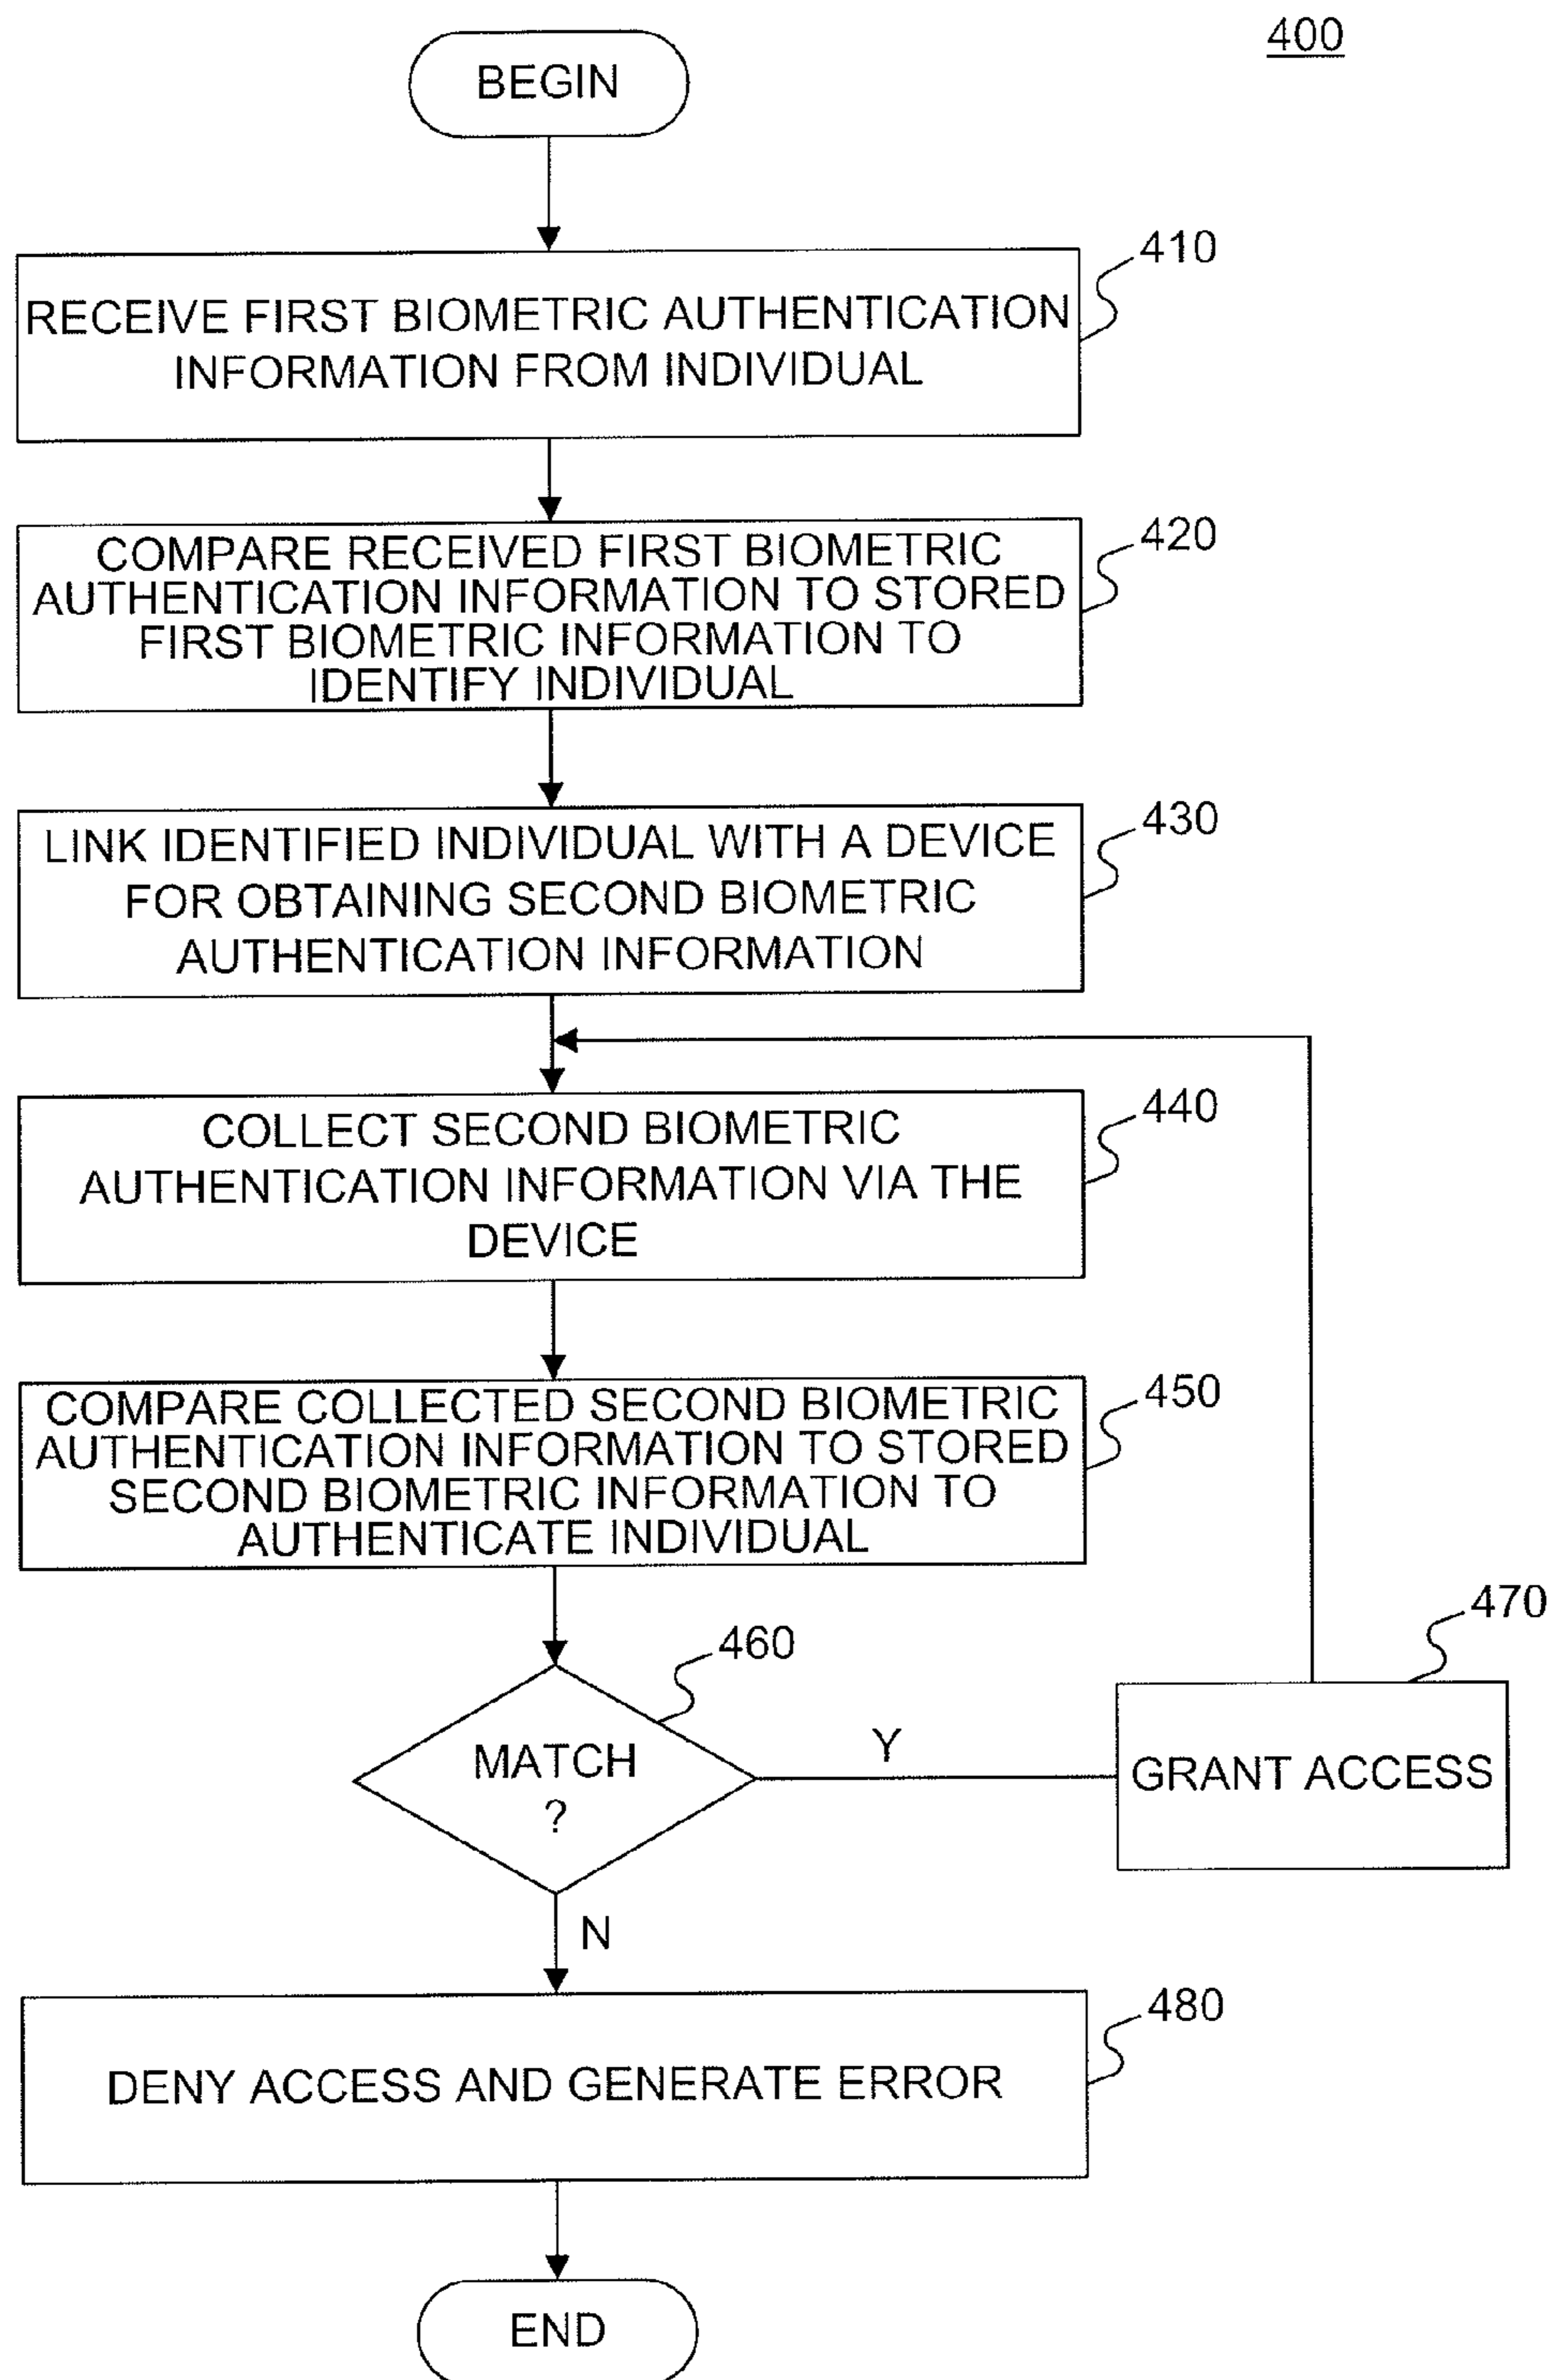 400
BEGIN
410
RECEIVE FIRST BIOMETRIC AUTHENTICATION
INFORMATION FROM INDIVIDUAL
420
COMPARE RECEIVED FIRST BIOMETRIC
AUTHENTICATION INFORMATION TO STORED
FIRST BIOMETRIC INFORMATION TO
IDENTIFY INDIVIDUAL
430
LINK IDENTIFIED INDIVIDUAL WITH A DEVICE
FOR OBTAINING SECOND BIOMETRIC
AUTHENTICATION INFORMATION
440
COLLECT SECOND BIOMETRIC
AUTHENTICATION INFORMATION VIA THE
DEVICE
450
COMPARE COLLECTED SECOND BIOMETRIC
AUTHENTICATION INFORMATION TO STORED
SECOND BIOMETRIC INFORMATION TO
AUTHENTICATE INDIVIDUAL
460
MATCH
?
Y
470
GRANT ACCESS
N
480
DENY ACCESS AND GENERATE ERROR
END